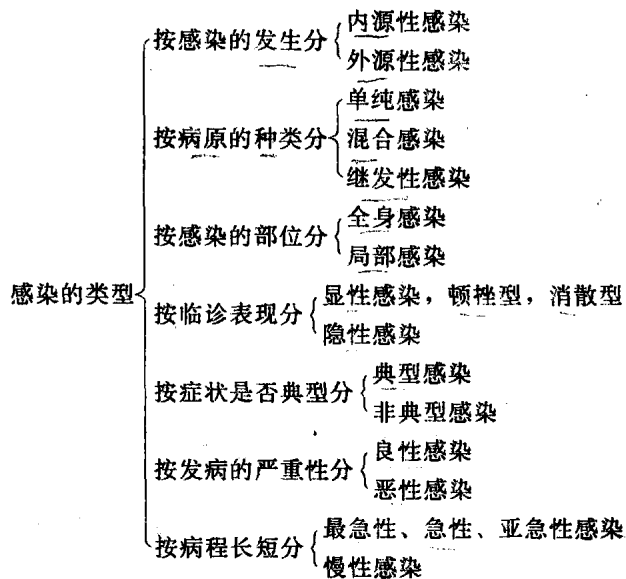 按感染的发生分
内源性感染
外源性感染
按病原的种类分
单纯感染
混合感染
继发性感染
按感染的部位分
全身感染
局部感染
感染的类型
按临诊表现分
显性感染，顿挫型，消散型
隐性感染
按症状是否典型分
典型感染
非典型感染
按发病的严重性分
良性感染
恶性感染
按病程长短分
最急性、急性、亚急性感染
慢性感染